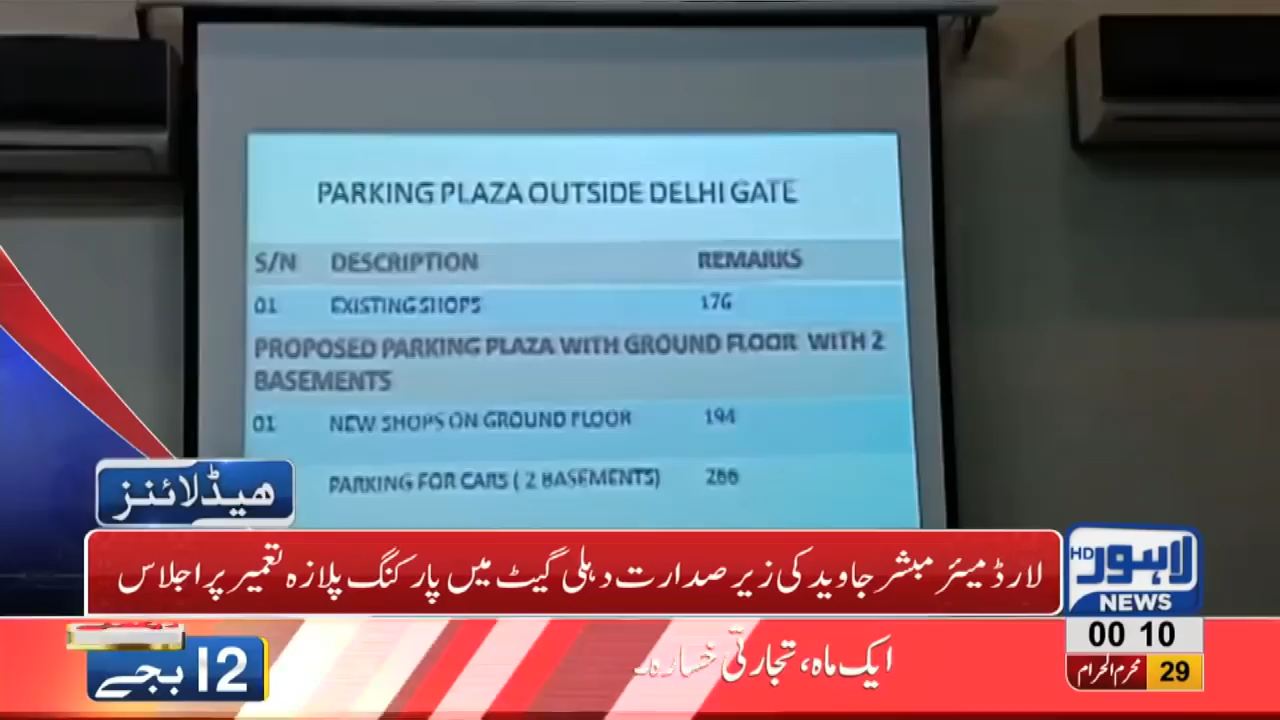 PARKING PLAZA OUTSIDE DELHI GATE
S/N DESCRIPTION REMARKS
01 EXISTING SHOPS 176
PROPOSED PARKING PLAZA WITH GROUND FLOOR WITH 2
BASEMENTS
01 NEW SHOPS ON GROUND FLOOR 194
PARKING FOR CARS ( 2 BASEMENTS) 266
ھیڈلائنز
لارڈ میئر مبشر جاوید کی زیر صدارت دہلی گیٹ میں پارکنگ پلازہ تعمیر پر اجلاس
لاہور HD
NEWS
00 10
محرم الحرام 29
12 بجے
ایک ماہ، تجارتی خسارہ۔